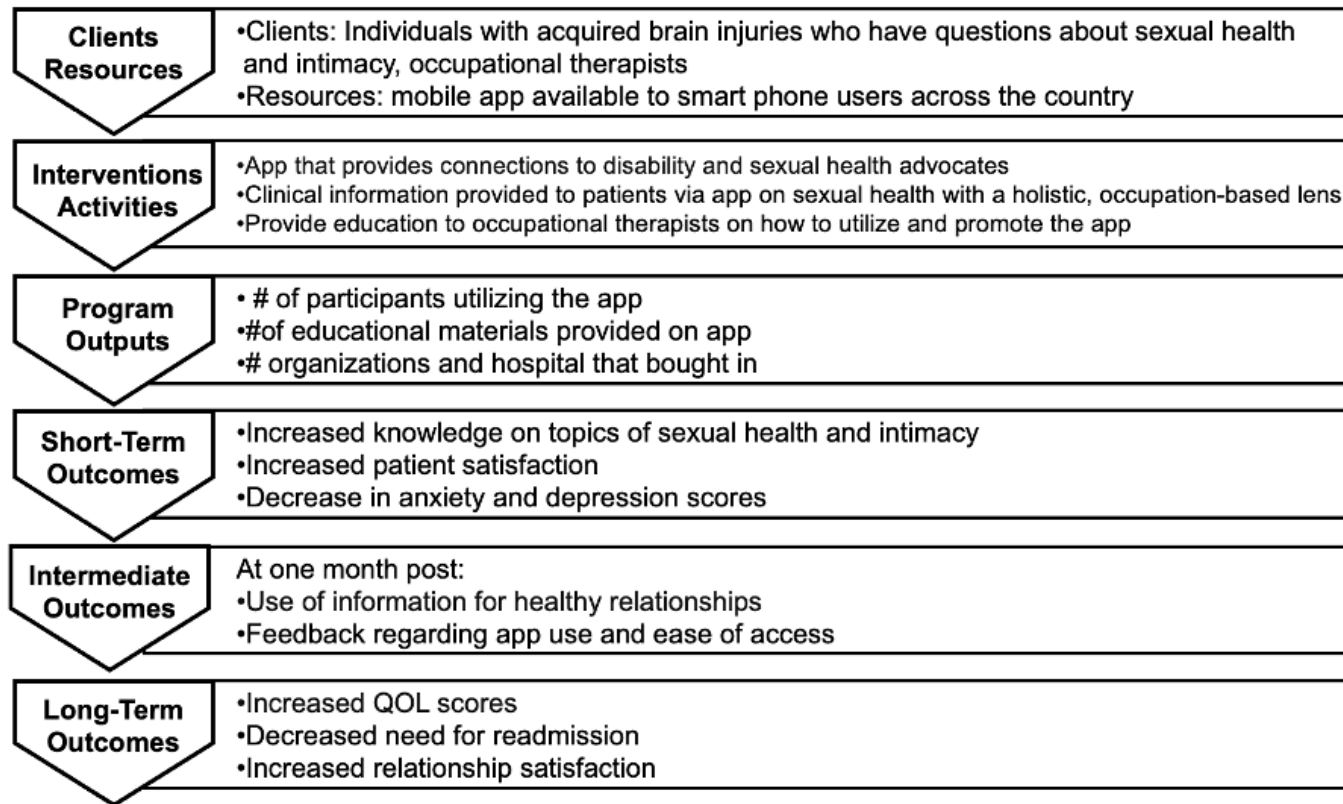 Clients
Resources
•Clients: Individuals with acquired brain injuries who have questions about sexual health
and intimacy, occupational therapists
•Resources: mobile app available to smart phone users across the country
Interventions
Activities
•App that provides connections to disability and sexual health advocates
•Clinical information provided to patients via app on sexual health with a holistic, occupation-based lens
•Provide education to occupational therapists on how to utilize and promote the app
Program
Outputs
• # of participants utilizing the app
•#of educational materials provided on app
•# organizations and hospital that bought in
Short-Term
Outcomes
•Increased knowledge on topics of sexual health and intimacy
•Increased patient satisfaction
•Decrease in anxiety and depression scores
Intermediate
Outcomes
At one month post:
•Use of information for healthy relationships
•Feedback regarding app use and ease of access
Long-Term
Outcomes
•Increased QOL scores
•Decreased need for readmission
•Increased relationship satisfaction